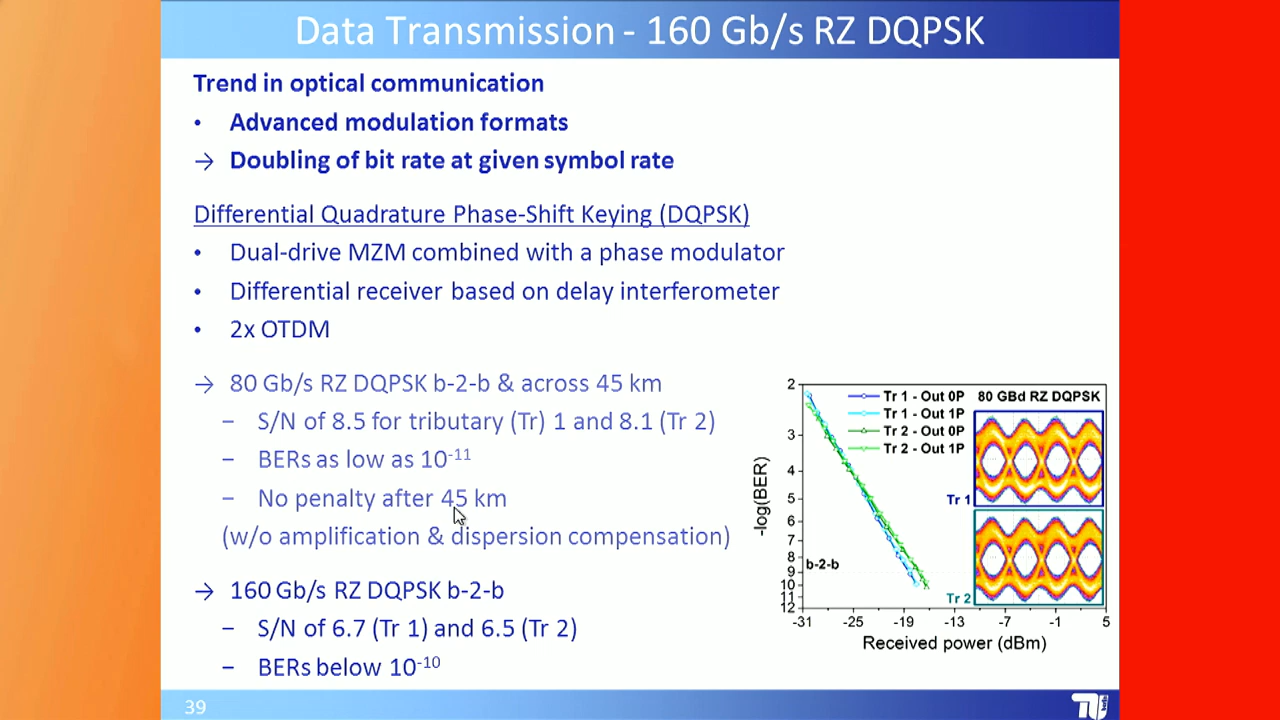 Data Transmission - 160 Gb/s RZ DQPSK
Trend in optical communication
• Advanced modulation formats
→ Doubling of bit rate at given symbol rate
Differential Quadrature Phase-Shift Keying (DQPSK)
• Dual-drive MZM combined with a phase modulator
• Differential receiver based on delay interferometer
• 2x OTDM
→ 80 Gb/s RZ DQPSK b-2-b & across 45 km
− S/N of 8.5 for tributary (Tr) 1 and 8.1 (Tr 2)
− BERs as low as 10⁻¹¹
− No penalty after 45 km
(w/o amplification & dispersion compensation)
→ 160 Gb/s RZ DQPSK b-2-b
− S/N of 6.7 (Tr 1) and 6.5 (Tr 2)
− BERs below 10⁻¹⁰
80 GBd RZ DQPSK
Tr 1 - Out 0P
Tr 1 - Out 1P
Tr 2 - Out 0P
Tr 2 - Out 1P
Tr 1
Tr 2
b-2-b
-log(BER)
2
3
4
5
6
7
8
9
10
11
12
-31 -25 -19 -13 -7 -1 5
Received power (dBm)
39